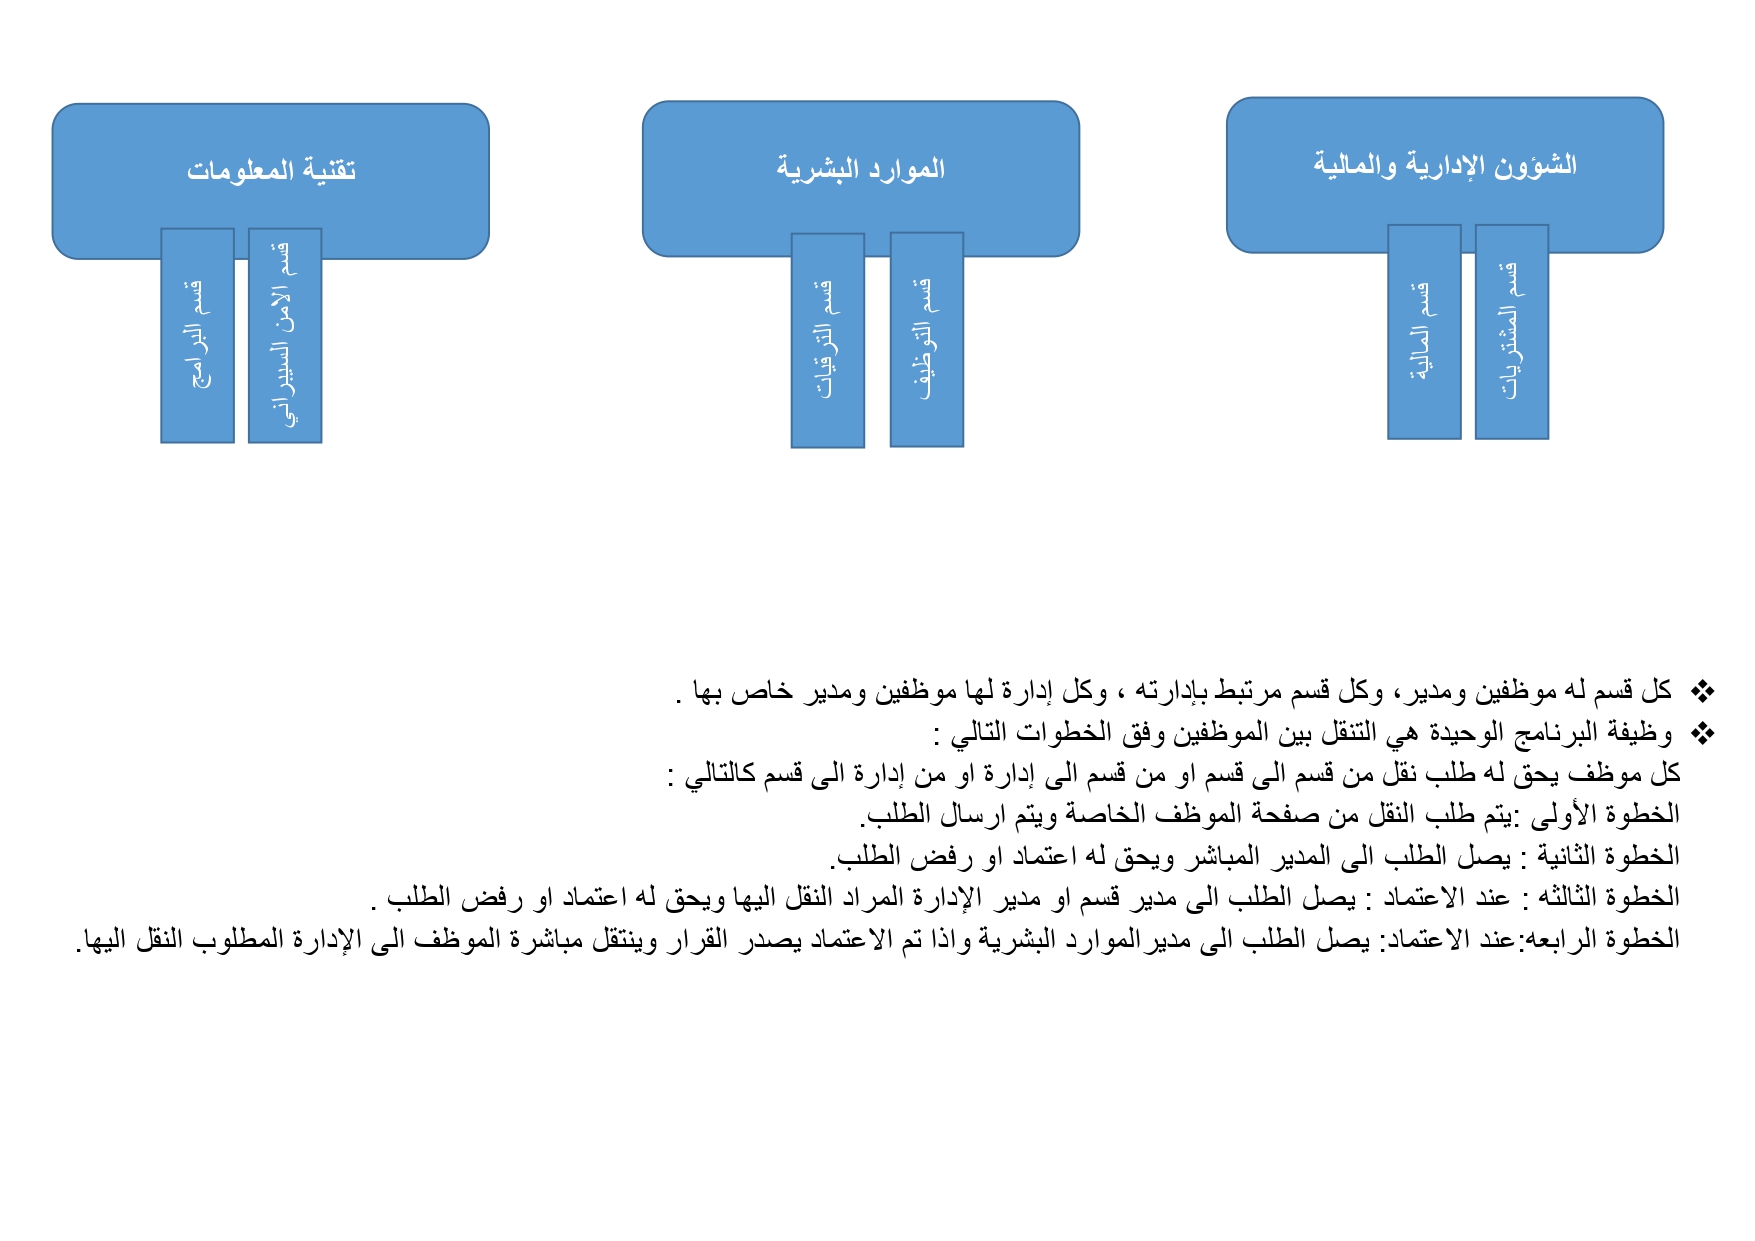 الشؤون الإدارية والمالية
الموارد البشرية
تقنية المعلومات
قسم المشتريات
قسم المالية
قسم التوظيف
قسم الترقيات
قسم الامن السيبراني
قسم البرامج
❖ كل قسم له موظفين ومدير، وكل قسم مرتبط بإدارته ، وكل إدارة لها موظفين ومدير خاص بها .
❖ وظيفة البرنامج الوحيدة هي التنقل بين الموظفين وفق الخطوات التالي :
كل موظف يحق له طلب نقل من قسم الى قسم او من قسم الى إدارة او من إدارة الى قسم كالتالي :
الخطوة الأولى :يتم طلب النقل من صفحة الموظف الخاصة ويتم ارسال الطلب.
الخطوة الثانية : يصل الطلب الى المدير المباشر ويحق له اعتماد او رفض الطلب.
الخطوة الثالثه : عند الاعتماد : يصل الطلب الى مدير قسم او مدير الإدارة المراد النقل اليها ويحق له اعتماد او رفض الطلب .
الخطوة الرابعه:عند الاعتماد: يصل الطلب الى مديرالموارد البشرية واذا تم الاعتماد يصدر القرار وينتقل مباشرة الموظف الى الإدارة المطلوب النقل اليها.